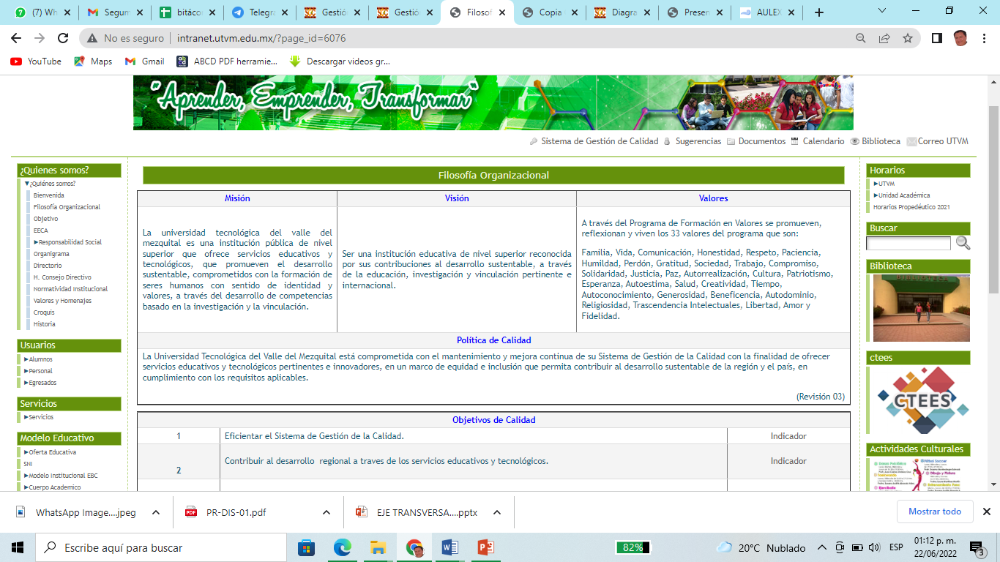 (7) Wh
Segum
bitáco
Telegra
Gestió
Gestión
Filosof
Copia
Diagra
Presen
AULEX
No es seguro
intranet.utvm.edu.mx/?page_id=6076
YouTube
Maps
Gmail
ABCD PDF herramie...
Descargar videos gr...
"Aprender, Emprender, Transformar"
Sistema de Gestión de Calidad
Sugerencias
Documentos
Calendario
Biblioteca
Correo UTVM
¿Quienes somos?
▼¿Quiénes somos?
Bienvenida
Filosofía Organizacional
Objetivo
EECA
►Responsabilidad Social
Organigrama
Directorio
H. Consejo Directivo
Normatividad Institucional
Valores y Homenajes
Croquis
Historia
Usuarios
►Alumnos
►Personal
►Egresados
Servicios
►Servicios
Modelo Educativo
►Oferta Educativa
SNI
►Modelo Institucional EBC
►Cuerpo Academico
Filosofía Organizacional
Misión
La universidad tecnológica del valle del
mezquital es una institución pública de nivel
superior que ofrece servicios educativos y
tecnológicos, que promueven el desarrollo
sustentable, comprometidos con la formación de
seres humanos con sentido de identidad y
valores, a través del desarrollo de competencias
basado en la investigación y la vinculación.
Visión
Ser una institución educativa de nivel superior reconocida
por sus contribuciones al desarrollo sustentable, a través
de la educación, investigación y vinculación pertinente e
internacional.
Valores
A través del Programa de Formación en Valores se promueven,
reflexionan y viven los 33 valores del programa que son:
Familia, Vida, Comunicación, Honestidad, Respeto, Paciencia,
Humildad, Perdón, Gratitud, Sociedad, Trabajo, Compromiso,
Solidaridad, Justicia, Paz, Autorrealización, Cultura, Patriotismo,
Esperanza, Autoestima, Salud, Creatividad, Tiempo,
Autoconocimiento, Generosidad, Beneficencia, Autodominio,
Religiosidad, Trascendencia Intelectuales, Libertad, Amor y
Fidelidad.
Política de Calidad
La Universidad Tecnológica del Valle del Mezquital está comprometida con el mantenimiento y mejora continua de su Sistema de Gestión de la Calidad con la finalidad de ofrecer
servicios educativos y tecnológicos pertinentes e innovadores, en un marco de equidad e inclusión que permita contribuir al desarrollo sustentable de la región y el país, en
cumplimiento con los requisitos aplicables.
(Revisión 03)
Objetivos de Calidad
1 Eficientar el Sistema de Gestión de la Calidad. Indicador
2 Contribuir al desarrollo regional a traves de los servicios educativos y tecnológicos. Indicador
Horarios
►UTVM
►Unidad Académica
Horarios Propedéutico 2021
Buscar
Biblioteca
ctees
CTEES
Actividades Culturales
WhatsApp Image....jpeg
PR-DIS-01.pdf
EJE TRANSVERSA....pptx
Mostrar todo
Escribe aquí para buscar
82%
20°C Nublado
ESP
01:12 p. m.
22/06/2022
3